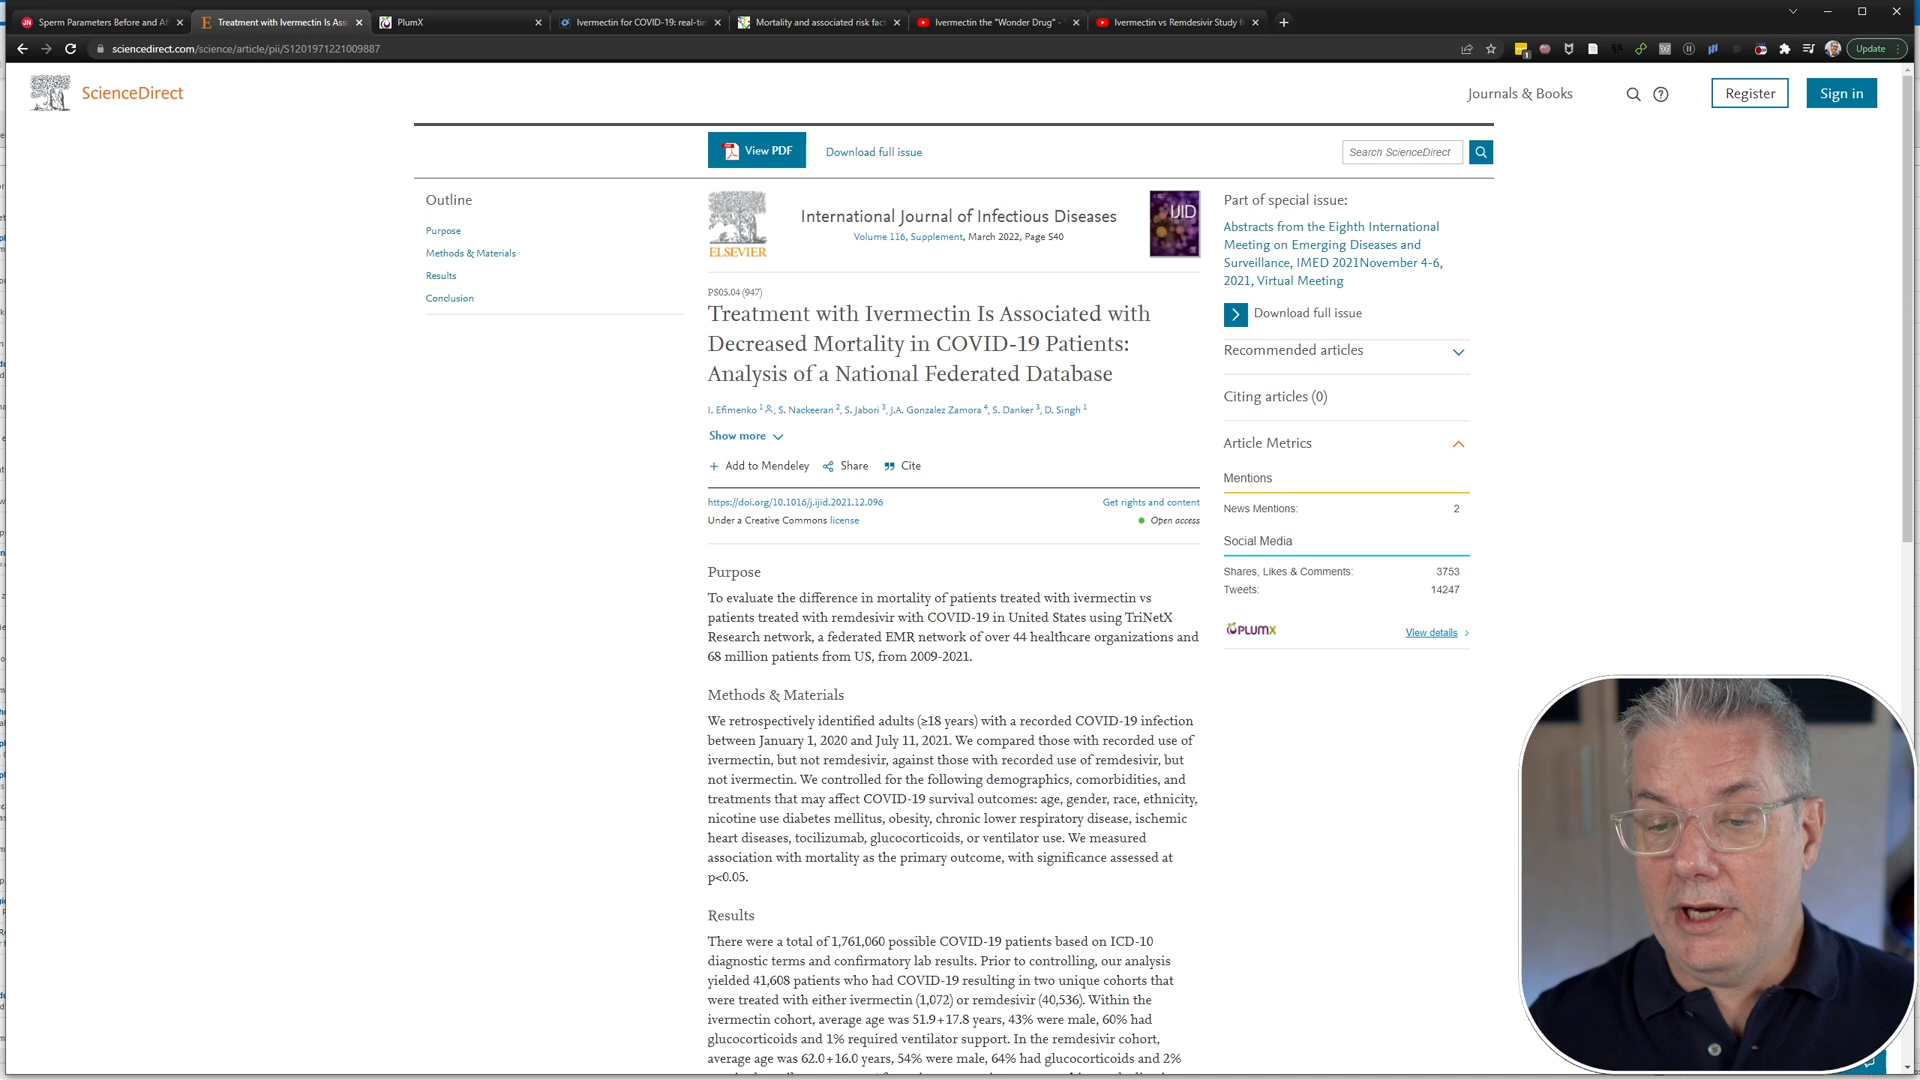 Sperm Parameters Before and Af
Treatment with Ivermectin Is Ass
PlumX
Ivermectin for COVID-19: real-tim
Mortality and associated risk fac
Ivermectin the "Wonder Drug" -
Ivermectin vs Remdesivir Study f
sciencedirect.com/science/article/pii/S1201971221009887
Update
ScienceDirect
Journals & Books
Register
Sign in
View PDF
Download full issue
Search ScienceDirect
Outline
Purpose
Methods & Materials
Results
Conclusion
ELSEVIER
International Journal of Infectious Diseases
Volume 116, Supplement, March 2022, Page S40
IJID
PS05.04 (947)
Treatment with Ivermectin Is Associated with
Decreased Mortality in COVID-19 Patients:
Analysis of a National Federated Database
I. Efimenko 1, S. Nackeeran 2, S. Jabori 3, J.A. Gonzalez Zamora 4, S. Danker 3, D. Singh 1
Show more
Add to Mendeley
Share
Cite
https://doi.org/10.1016/j.ijid.2021.12.096
Get rights and content
Under a Creative Commons license
Open access
Purpose
To evaluate the difference in mortality of patients treated with ivermectin vs
patients treated with remdesivir with COVID-19 in United States using TriNetX
Research network, a federated EMR network of over 44 healthcare organizations and
68 million patients from US, from 2009-2021.
Methods & Materials
We retrospectively identified adults (≥18 years) with a recorded COVID-19 infection
between January 1, 2020 and July 11, 2021. We compared those with recorded use of
ivermectin, but not remdesivir, against those with recorded use of remdesivir, but
not ivermectin. We controlled for the following demographics, comorbidities, and
treatments that may affect COVID-19 survival outcomes: age, gender, race, ethnicity,
nicotine use diabetes mellitus, obesity, chronic lower respiratory disease, ischemic
heart diseases, tocilizumab, glucocorticoids, or ventilator use. We measured
association with mortality as the primary outcome, with significance assessed at
p<0.05.
Results
There were a total of 1,761,060 possible COVID-19 patients based on ICD-10
diagnostic terms and confirmatory lab results. Prior to controlling, our analysis
yielded 41,608 patients who had COVID-19 resulting in two unique cohorts that
were treated with either ivermectin (1,072) or remdesivir (40,536). Within the
ivermectin cohort, average age was 51.9+17.8 years, 43% were male, 60% had
glucocorticoids and 1% required ventilator support. In the remdesivir cohort,
average age was 62.0+16.0 years, 54% were male, 64% had glucocorticoids and 2%
Part of special issue:
Abstracts from the Eighth International
Meeting on Emerging Diseases and
Surveillance, IMED 2021November 4-6,
2021, Virtual Meeting
Download full issue
Recommended articles
Citing articles (0)
Article Metrics
Mentions
News Mentions: 2
Social Media
Shares, Likes & Comments: 3753
Tweets: 14247
PLUMX
View details